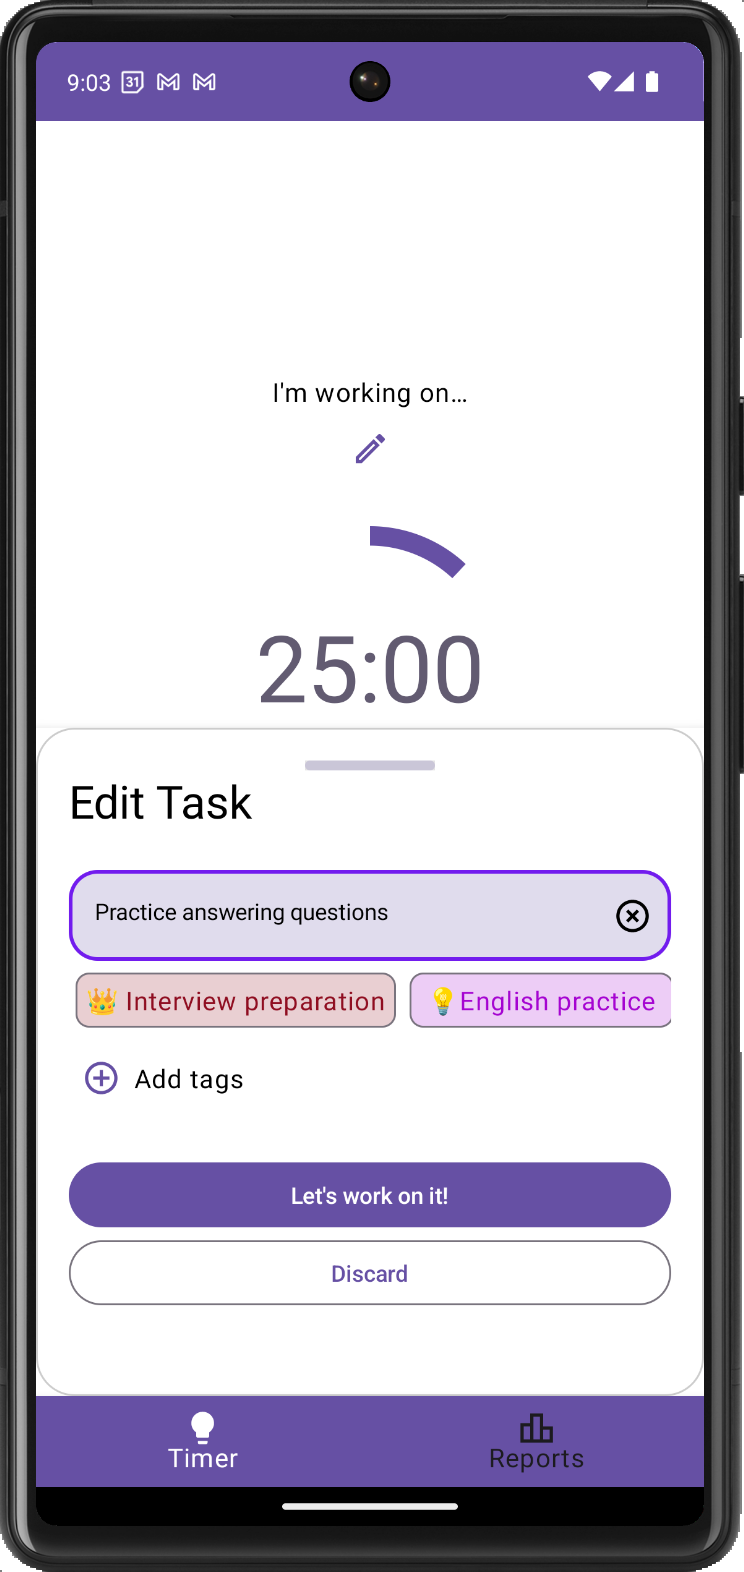 9:03 31
I'm working on...
25:00
Edit Task
Practice answering questions
Interview preparation English practice
Add tags
Let's work on it!
Discard
Timer Reports